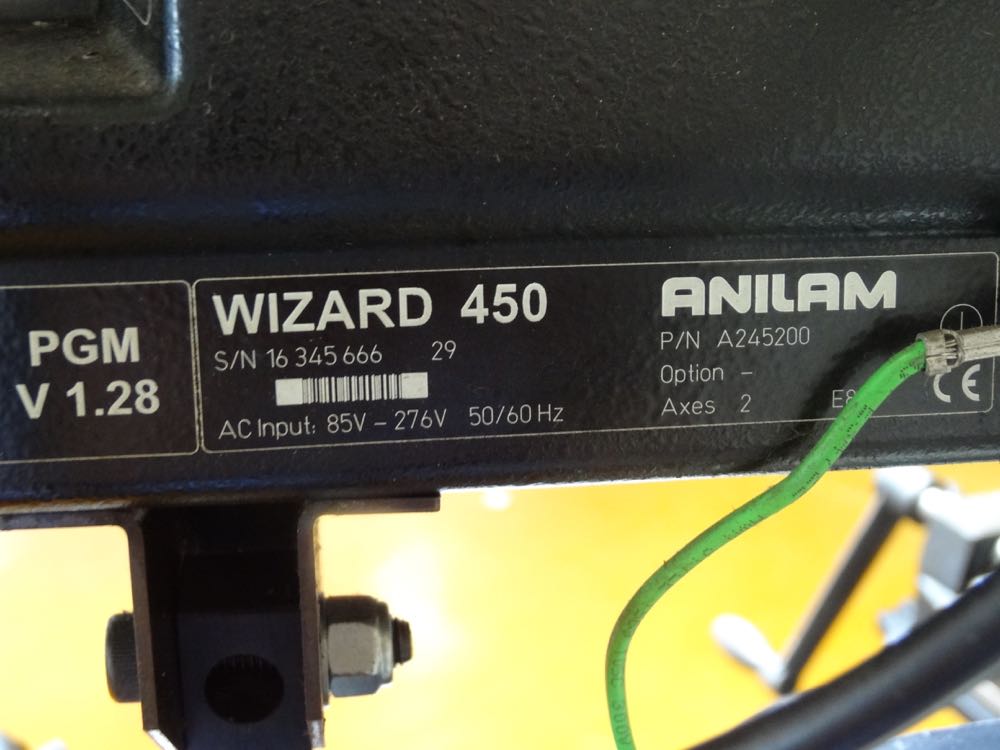 PGM
V 1.28
WIZARD 450
S/N 16 345 666 29
AC Input: 85V - 276V 50/60 Hz
ANILAM
P/N A245200
Option -
Axes 2
CE
300V